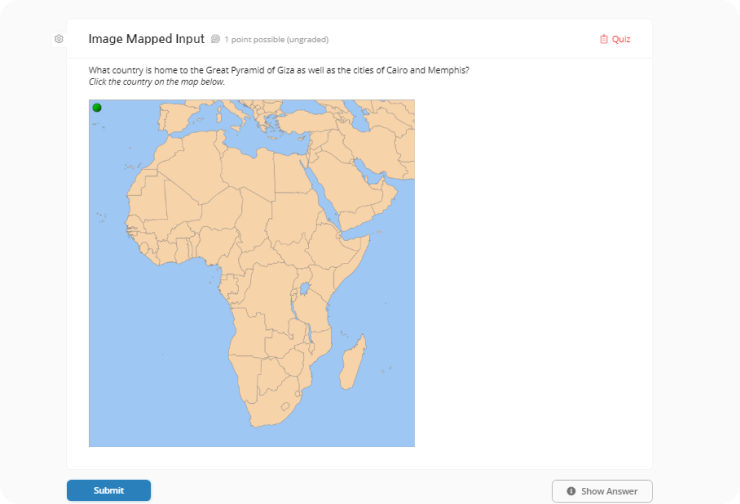 Image Mapped Input 1 point possible (ungraded) Quiz
What country is home to the Great Pyramid of Giza as well as the cities of Cairo and Memphis?
Click the country on the map below.
Submit Show Answer